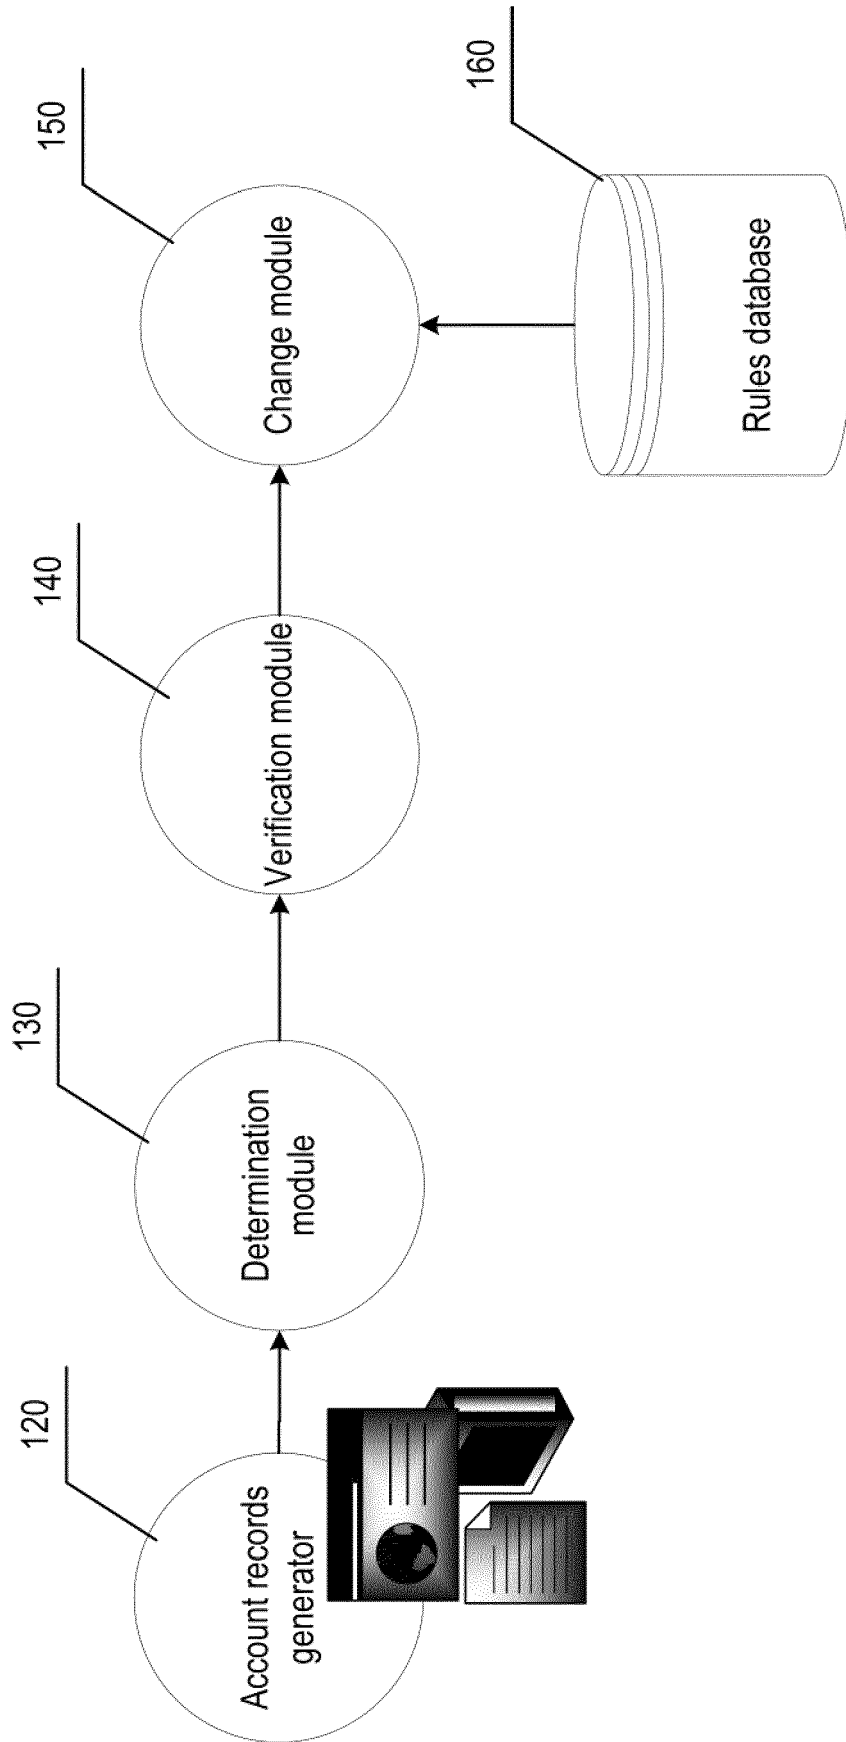 120
Account records
generator
130
Determination
module
140
Verification module
150
Change module
160
Rules database